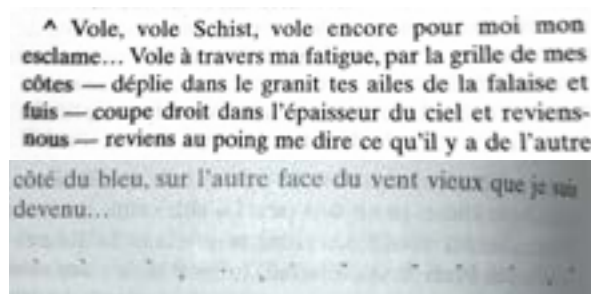 ^ Vole, vole Schist, vole encore pour moi mon
esclame... Vole à travers ma fatigue, par la grille de mes
côtes — déplie dans le granit tes ailes de la falaise et
fuis — coupe droit dans l'épaisseur du ciel et reviens-
nous — reviens au poing me dire ce qu'il y a de l'autre
côté du bleu, sur l'autre face du vent vieux que je suis
devenu...